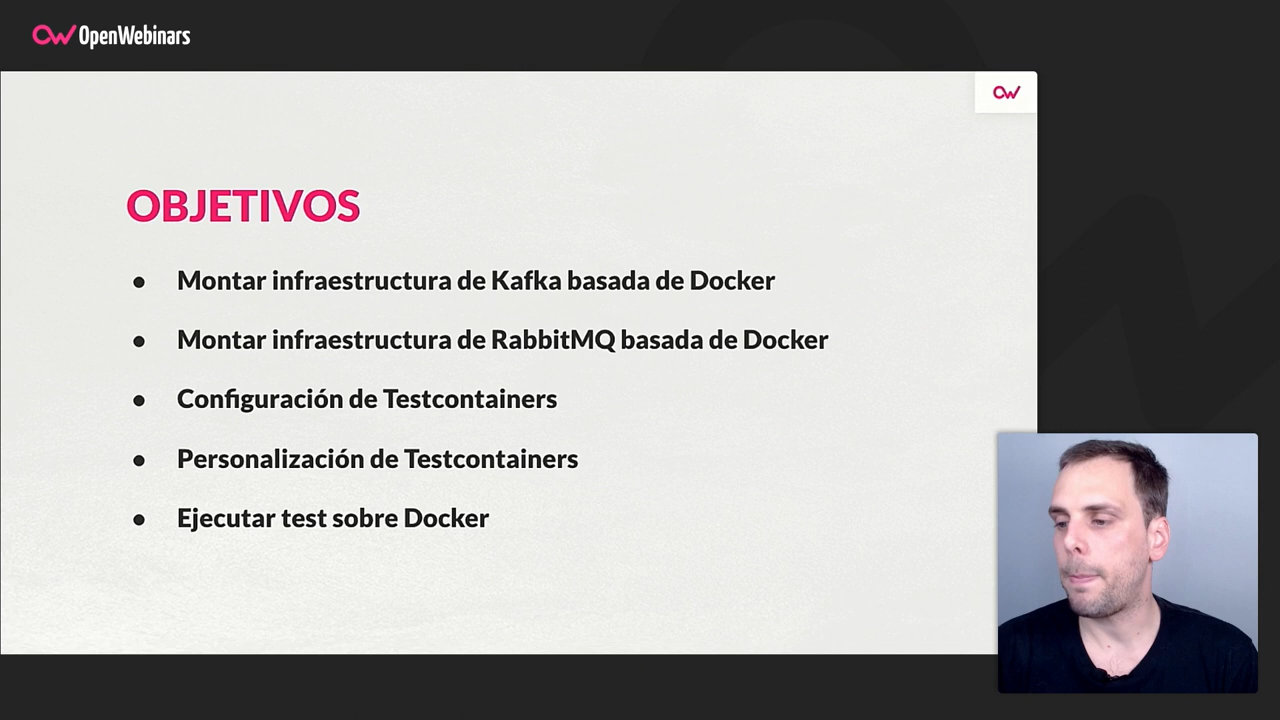 OpenWebinars
OBJETIVOS
● Montar infraestructura de Kafka basada de Docker
● Montar infraestructura de RabbitMQ basada de Docker
● Configuración de Testcontainers
● Personalización de Testcontainers
● Ejecutar test sobre Docker